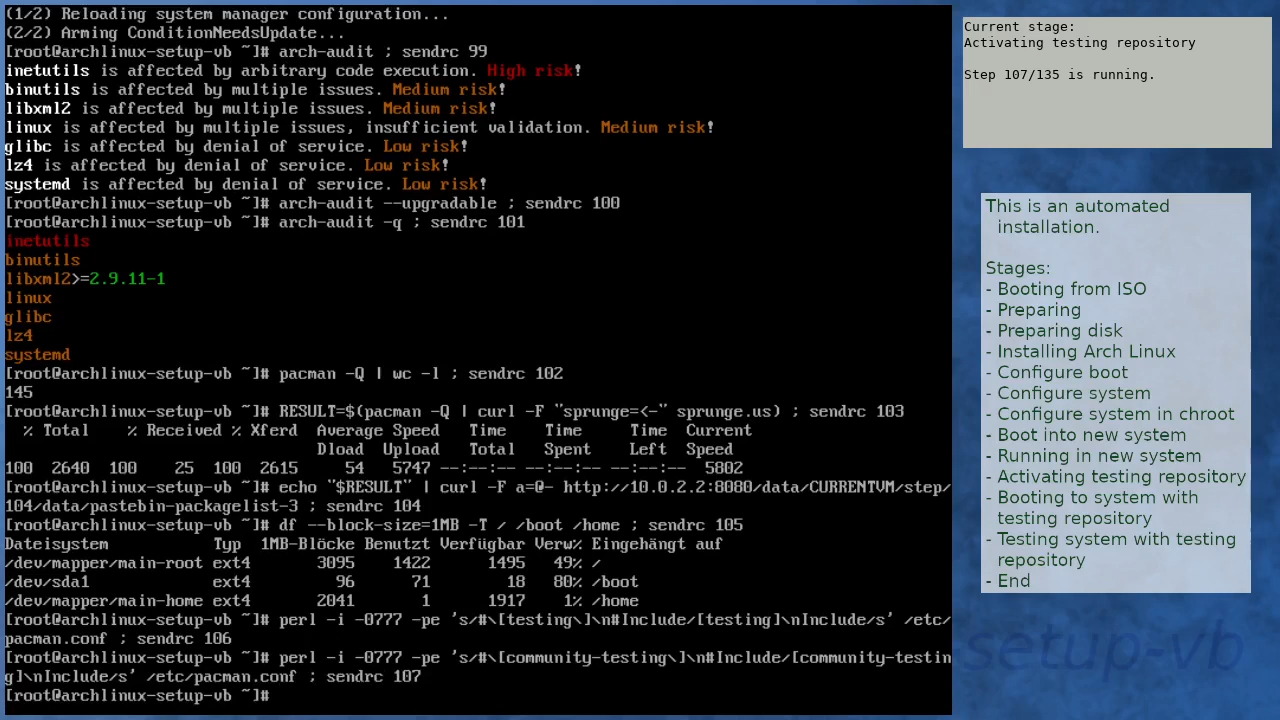 (1/2) Reloading system manager configuration...
(2/2) Arming ConditionNeedsUpdate...
[root@archlinux-setup-vb ~]# arch-audit ; sendrc 99
inetutils is affected by arbitrary code execution. High risk!
binutils is affected by multiple issues. Medium risk!
libxml2 is affected by multiple issues. Medium risk!
linux is affected by multiple issues, insufficient validation. Medium risk!
glibc is affected by denial of service. Low risk!
lz4 is affected by denial of service. Low risk!
systemd is affected by denial of service. Low risk!
[root@archlinux-setup-vb ~]# arch-audit --upgradable ; sendrc 100
[root@archlinux-setup-vb ~]# arch-audit -q ; sendrc 101
inetutils
binutils
libxml2>=2.9.11-1
linux
glibc
lz4
systemd
[root@archlinux-setup-vb ~]# pacman -Q | wc -l ; sendrc 102
145
[root@archlinux-setup-vb ~]# RESULT=$(pacman -Q | curl -F "sprunge=<-" sprunge.us) ; sendrc 103
  % Total    % Received % Xferd  Average Speed   Time    Time     Time  Current
                                 Dload  Upload   Total   Spent    Left  Speed
100  2640  100    25  100  2615     54   5747 --:--:-- --:--:-- --:--:--  5802
[root@archlinux-setup-vb ~]# echo "$RESULT" | curl -F a=@- http://10.0.2.2:8080/data/CURRENTVM/step/
104/data/pastebin-packagelist-3 ; sendrc 104
[root@archlinux-setup-vb ~]# df --block-size=1MB -T / /boot /home ; sendrc 105
Dateisystem           Typ  1MB-Blöcke Benutzt Verfügbar Verw% Eingehängt auf
/dev/mapper/main-root ext4       3095    1422      1495   49% /
/dev/sda1             ext4         96      71        18   80% /boot
/dev/mapper/main-home ext4       2041       1      1917    1% /home
[root@archlinux-setup-vb ~]# perl -i -0777 -pe 's/#\[testing\]\n#Include/[testing]\nInclude/s' /etc/
pacman.conf ; sendrc 106
[root@archlinux-setup-vb ~]# perl -i -0777 -pe 's/#\[community-testing\]\n#Include/[community-testin
g]\nInclude/s' /etc/pacman.conf ; sendrc 107
[root@archlinux-setup-vb ~]#
Current stage:
Activating testing repository
Step 107/135 is running.
This is an automated
installation.
Stages:
- Booting from ISO
- Preparing
- Preparing disk
- Installing Arch Linux
- Configure boot
- Configure system
- Configure system in chroot
- Boot into new system
- Running in new system
- Activating testing repository
- Booting to system with
testing repository
- Testing system with testing
repository
- End
setup-vb